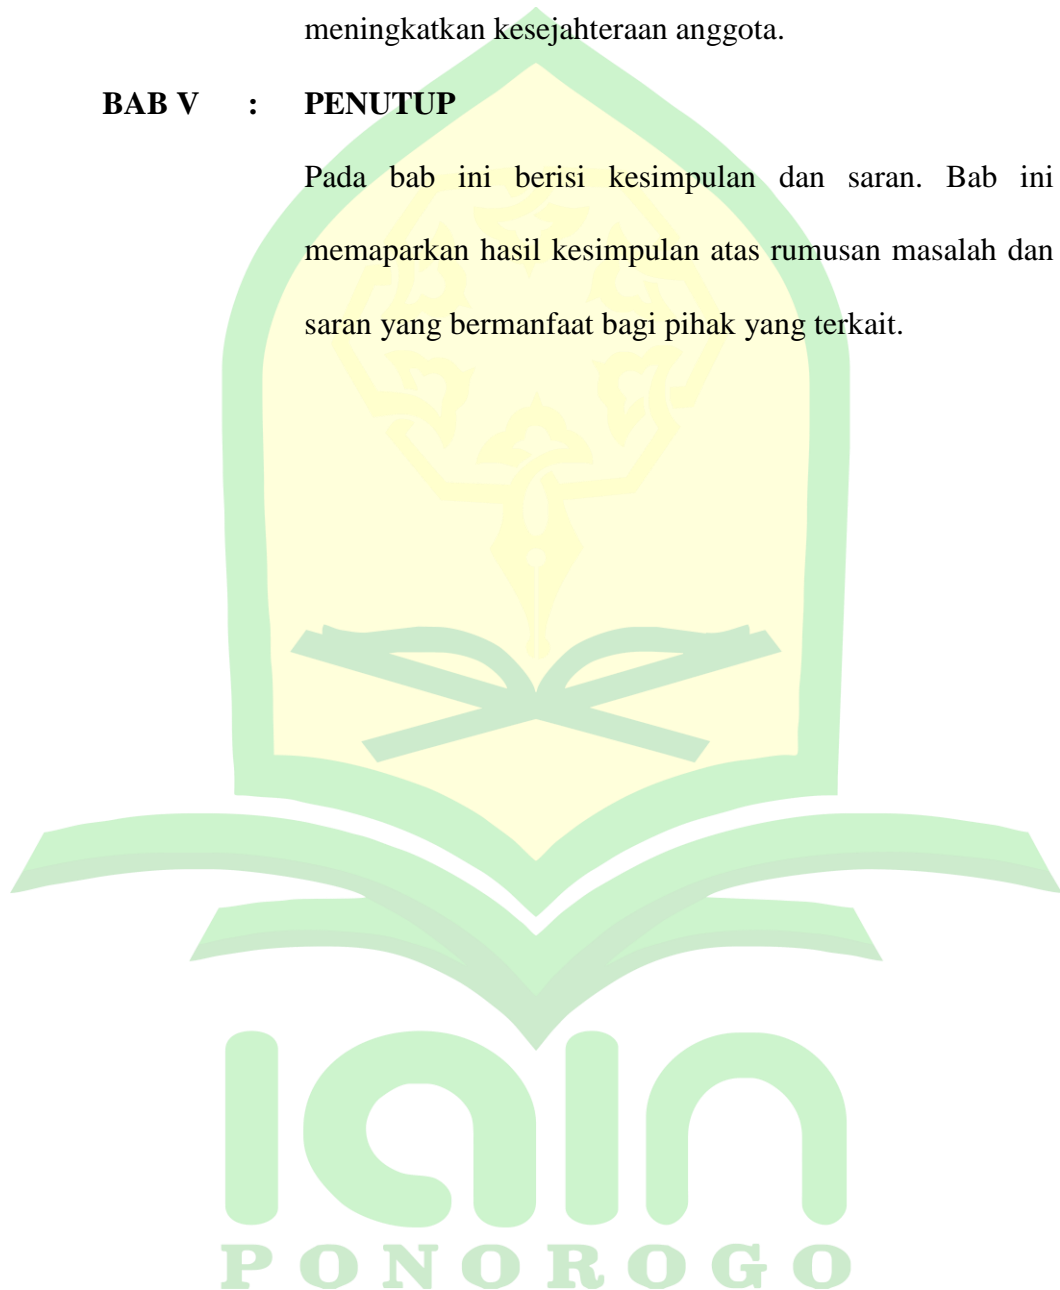 meningkatkan kesejahteraan anggota.
BAB V : PENUTUP
Pada bab ini berisi kesimpulan dan saran. Bab ini
memaparkan hasil kesimpulan atas rumusan masalah dan
saran yang bermanfaat bagi pihak yang terkait.
iain
PONOROGO